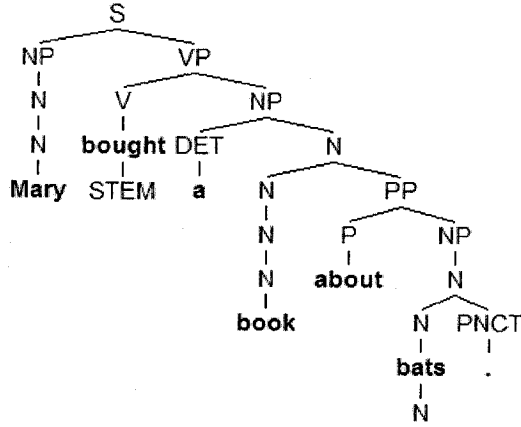 S
NP VP
N V NP
N bought DET N
Mary STEM a N PP
N P NP
N about N
book N PNCT
bats .
N